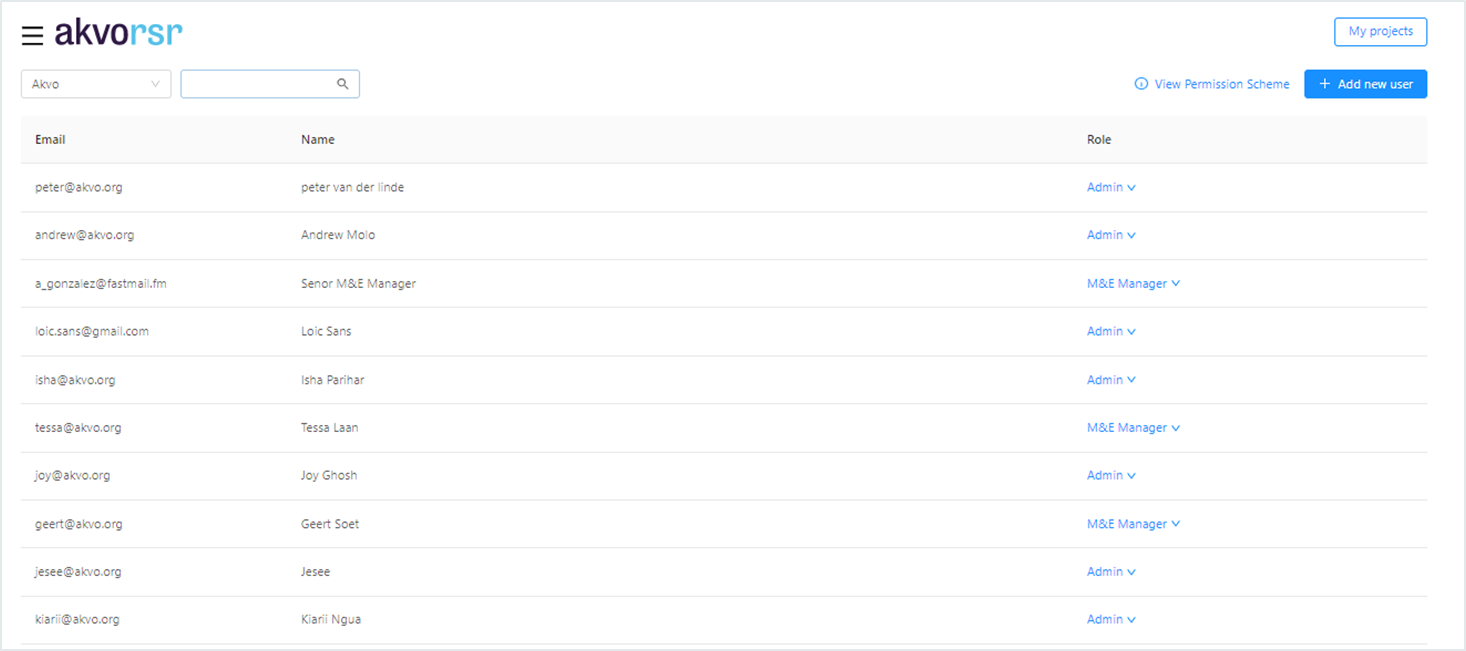 akvorsr
My projects
Akvo
View Permission Scheme
+ Add new user
Email Name Role
peter@akvo.org peter van der linde Admin
andrew@akvo.org Andrew Molo Admin
a_gonzalez@fastmail.fm Senor M&E Manager M&E Manager
loic.sans@gmail.com Loic Sans Admin
isha@akvo.org Isha Parihar Admin
tessa@akvo.org Tessa Laan M&E Manager
joy@akvo.org Joy Ghosh Admin
geert@akvo.org Geert Soet M&E Manager
jesee@akvo.org Jesee Admin
kiarii@akvo.org Kiarii Ngua Admin